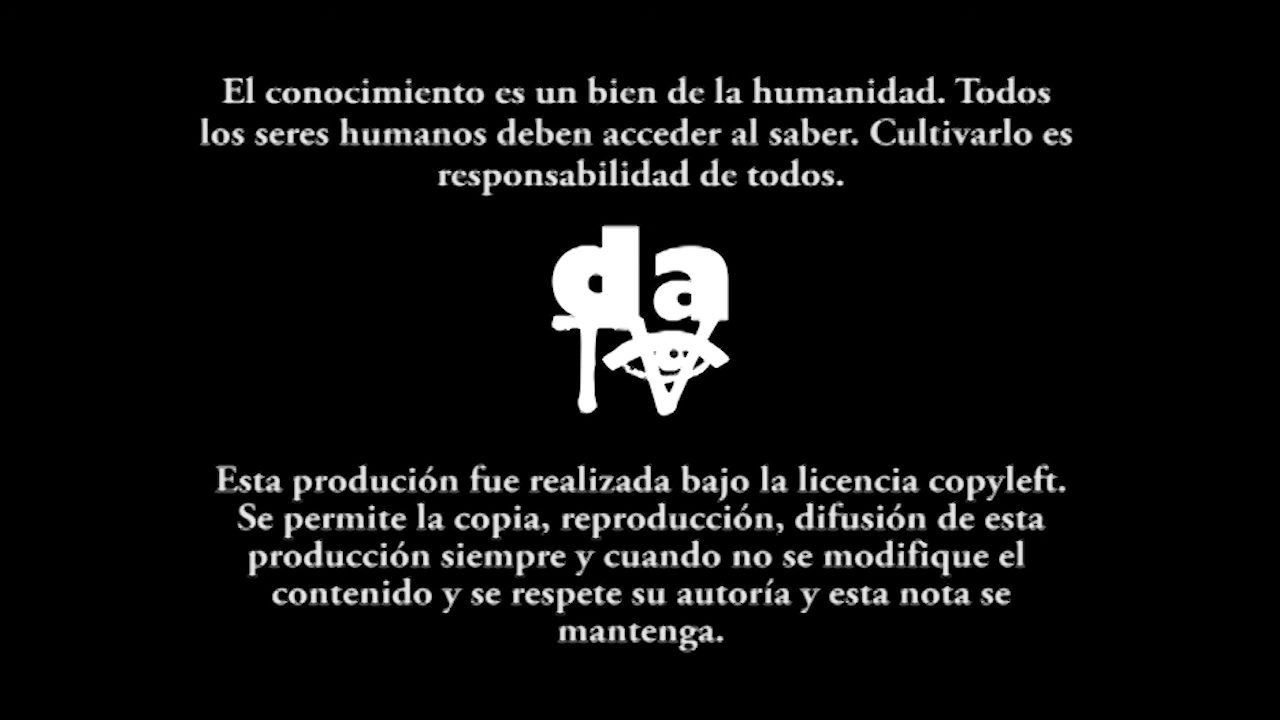 El conocimiento es un bien de la humanidad. Todos
los seres humanos deben acceder al saber. Cultivarlo es
responsabilidad de todos.
da
TV
Esta produción fue realizada bajo la licencia copyleft.
Se permite la copia, reproducción, difusión de esta
producción siempre y cuando no se modifique el
contenido y se respete su autoría y esta nota se
mantenga.